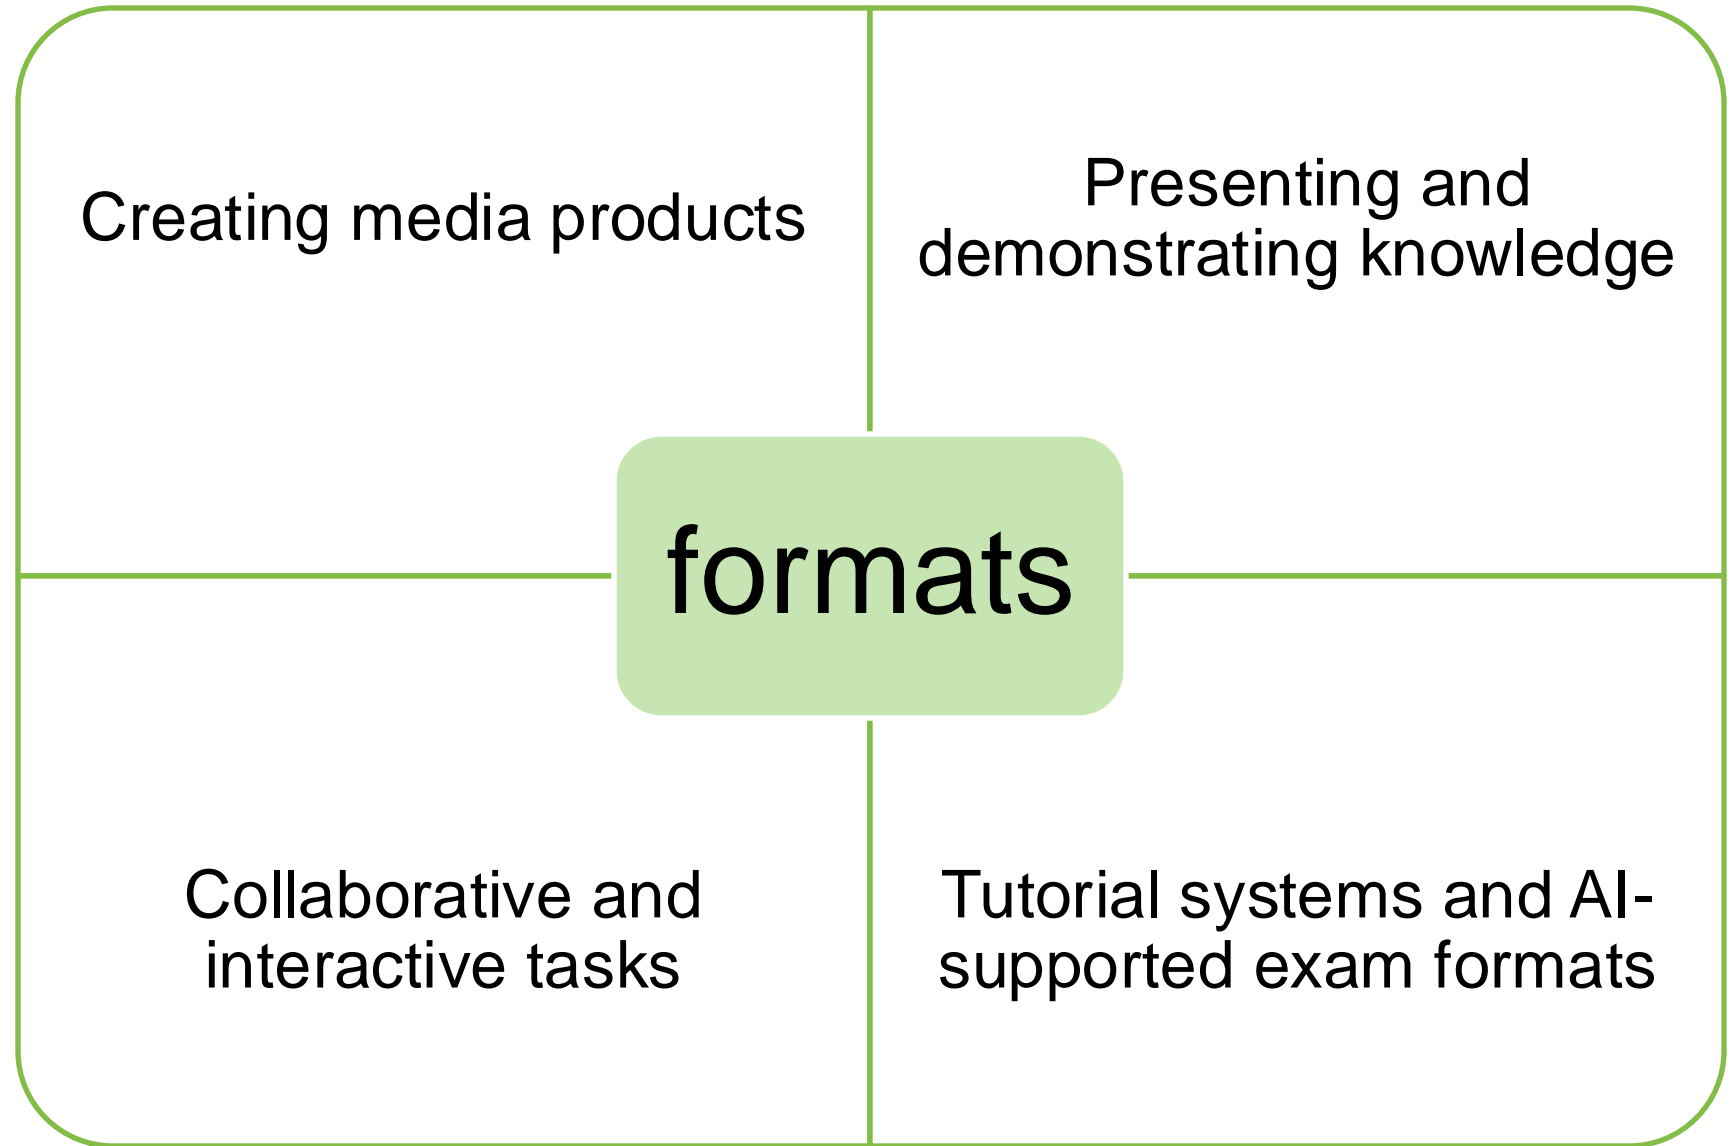 Creating media products
Presenting and
demonstrating knowledge
formats
Collaborative and
interactive tasks
Tutorial systems and AI-
supported exam formats